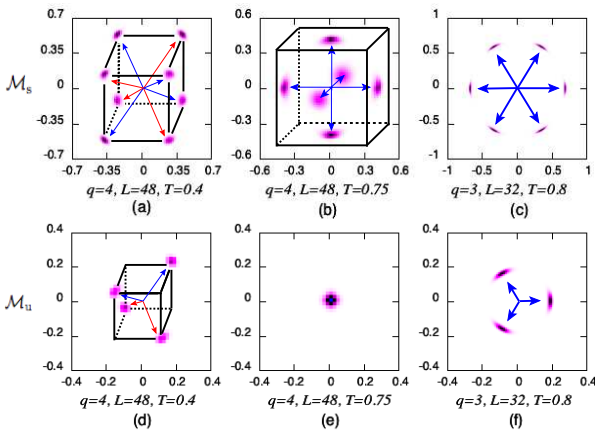 0.7
0.35
0
-0.35
-0.7
-0.7 -0.35 0 0.35 0.7
q=4, L=48, T=0.4
(a)
0.6
0.3
0
-0.3
-0.6
-0.6 -0.3 0 0.3 0.6
q=4, L=48, T=0.75
(b)
1
0.5
0
-0.5
-1
-1 -0.5 0 0.5 1
q=3, L=32, T=0.8
(c)
ℳs
0.4
0.2
0
-0.2
-0.4
-0.4 -0.2 0 0.2 0.4
q=4, L=48, T=0.4
(d)
0.4
0.2
0
-0.2
-0.4
-0.4 -0.2 0 0.2 0.4
q=4, L=48, T=0.75
(e)
0.4
0.2
0
-0.2
-0.4
-0.4 -0.2 0 0.2 0.4
q=3, L=32, T=0.8
(f)
ℳu